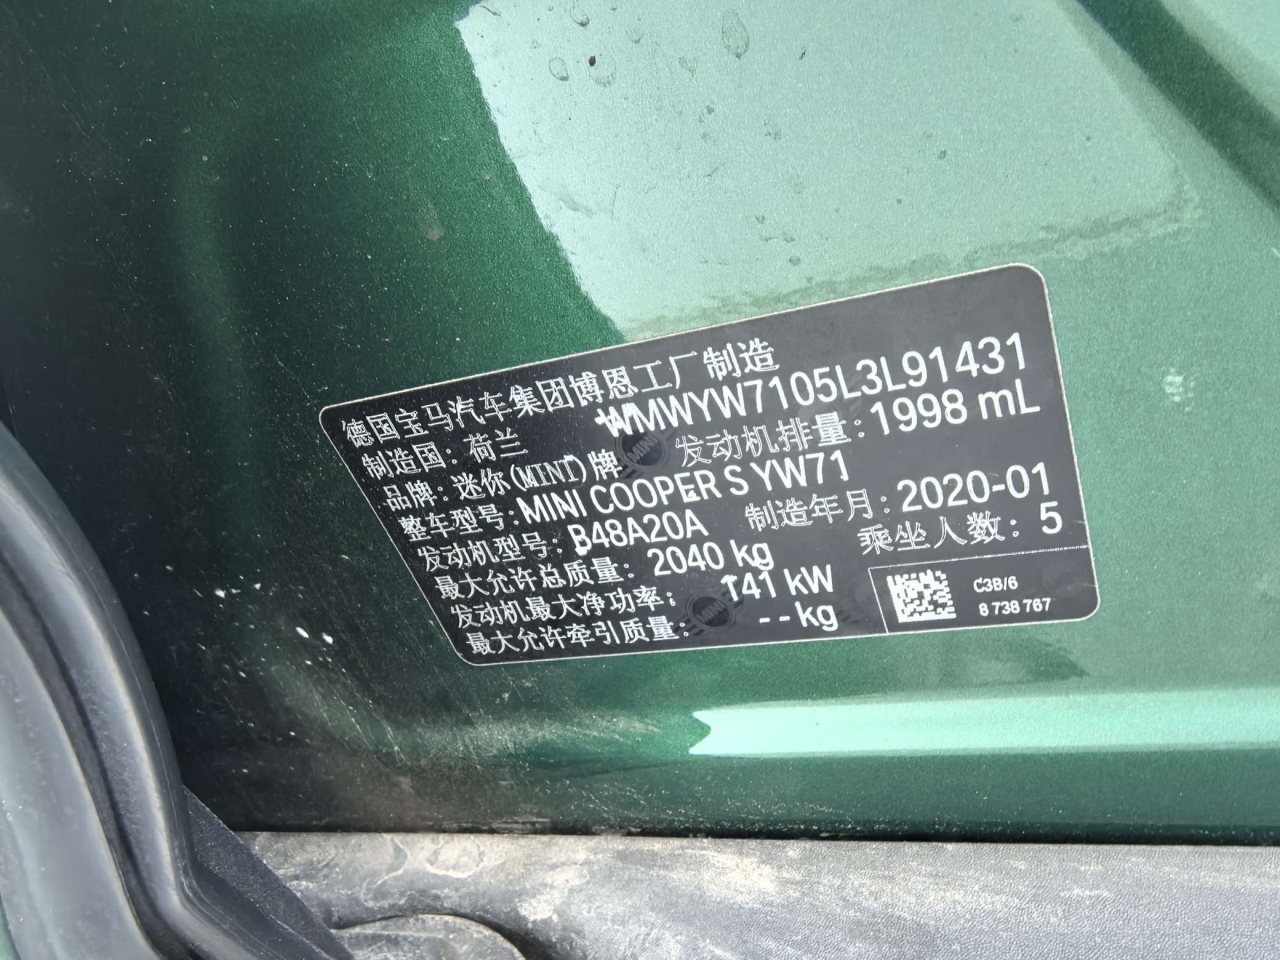 德国宝马汽车集团博恩工厂制造
制造国: 荷兰 WMWYW7105L3L91431
品牌: 迷你(MINI)牌 发动机排量: 1998 mL
整车型号: MINI COOPER S YW71
发动机型号: B48A20A 制造年月: 2020-01
最大允许总质量: 2040 kg 乘坐人数: 5
发动机最大净功率: 141 kW
最大允许牵引质量: -- kg
C3B/6
8 738 767
MINI
MINI